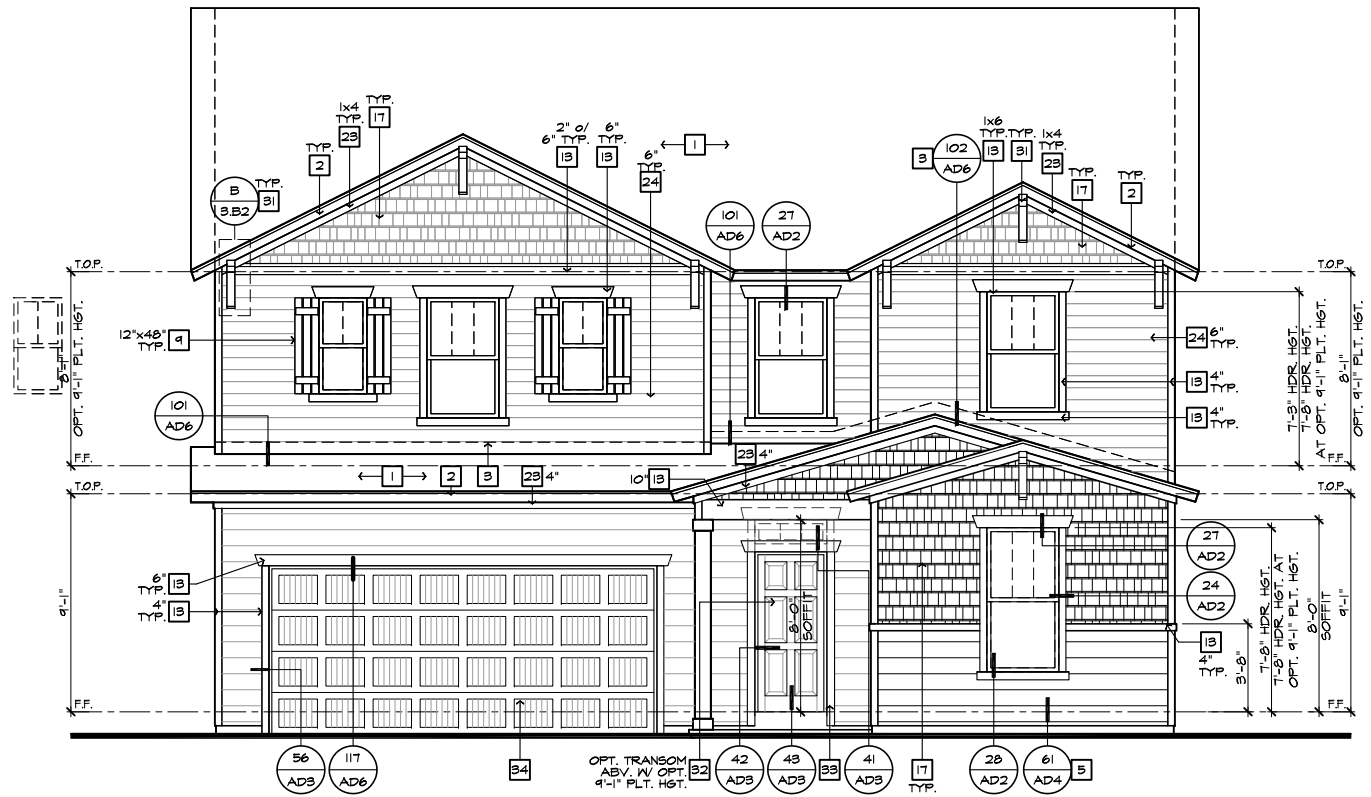 TYP.
17
1x4
TYP.
23
TYP.
2
B
3.B2
TYP.
31
2" o/
6" TYP.
13
6"
TYP.
13
1
6"
TYP.
24
101
AD6
27
AD2
3
102
AD6
1x6
TYP.
13
TYP.
31
1x4
TYP.
23
TYP.
17
TYP.
2
T.O.P.
T.O.P.
8'-1"
OPT. 9'-1" PLT. HGT.
12"x48"
TYP.
9
101
AD6
24
6"
TYP.
13
4"
TYP.
13
4"
TYP.
7'-3" HDR. HGT.
7'-8" HDR. HGT.
AT OPT. 9'-1" PLT. HGT.
8'-1"
OPT. 9'-1" PLT. HGT.
F.F.
F.F.
1
2
3
23
4"
23
4"
10"
13
T.O.P.
T.O.P.
9'-1"
6"
TYP.
13
4"
TYP.
13
8'-0"
SOFFIT
27
AD2
24
AD2
13
4"
TYP.
3'-8"
7'-8" HDR. HGT.
7'-8" HDR. HGT. AT
OPT. 9'-1" PLT. HGT.
8'-0"
SOFFIT
9'-1"
F.F.
F.F.
56
AD3
117
AD6
34
OPT. TRANSOM
ABV. W/ OPT.
9'-1" PLT. HGT.
32
42
AD3
43
AD3
33
41
AD3
17
TYP.
28
AD2
61
AD4
5